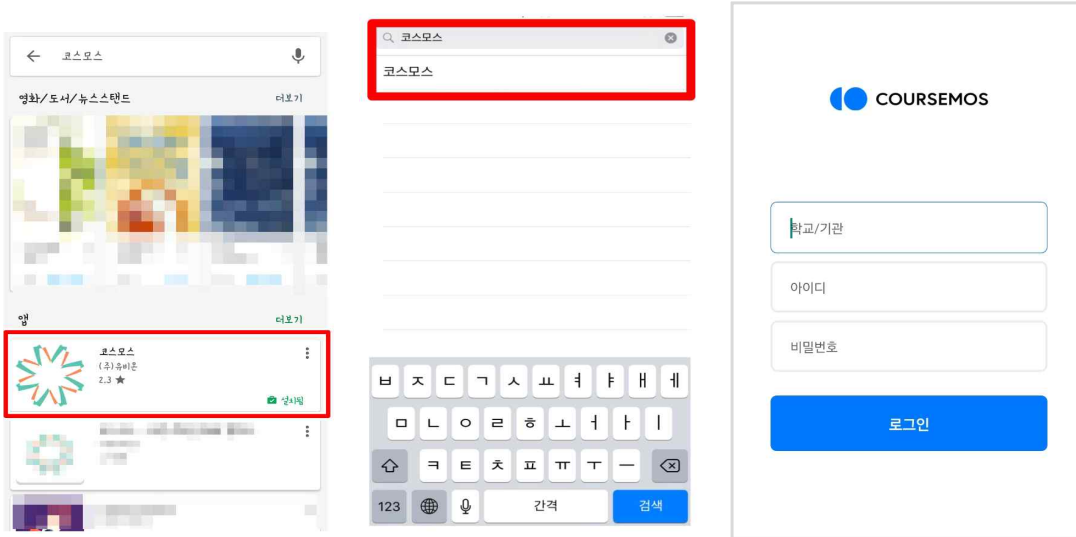 코스모스
영화/도서/뉴스스탠드
더보기
앱
더보기
코스모스
(주)유비온
2.3 ★
설치됨
코스모스
코스모스
ㅂ ㅈ ㄷ ㄱ ㅅ ㅛ ㅕ ㅑ ㅐ ㅔ
ㅁ ㄴ ㅇ ㄹ ㅎ ㅗ ㅓ ㅏ ㅣ
ㅋ ㅌ ㅊ ㅍ ㅠ ㅜ ㅡ
123 간격 검색
COURSEMOS
학교/기관
아이디
비밀번호
로그인